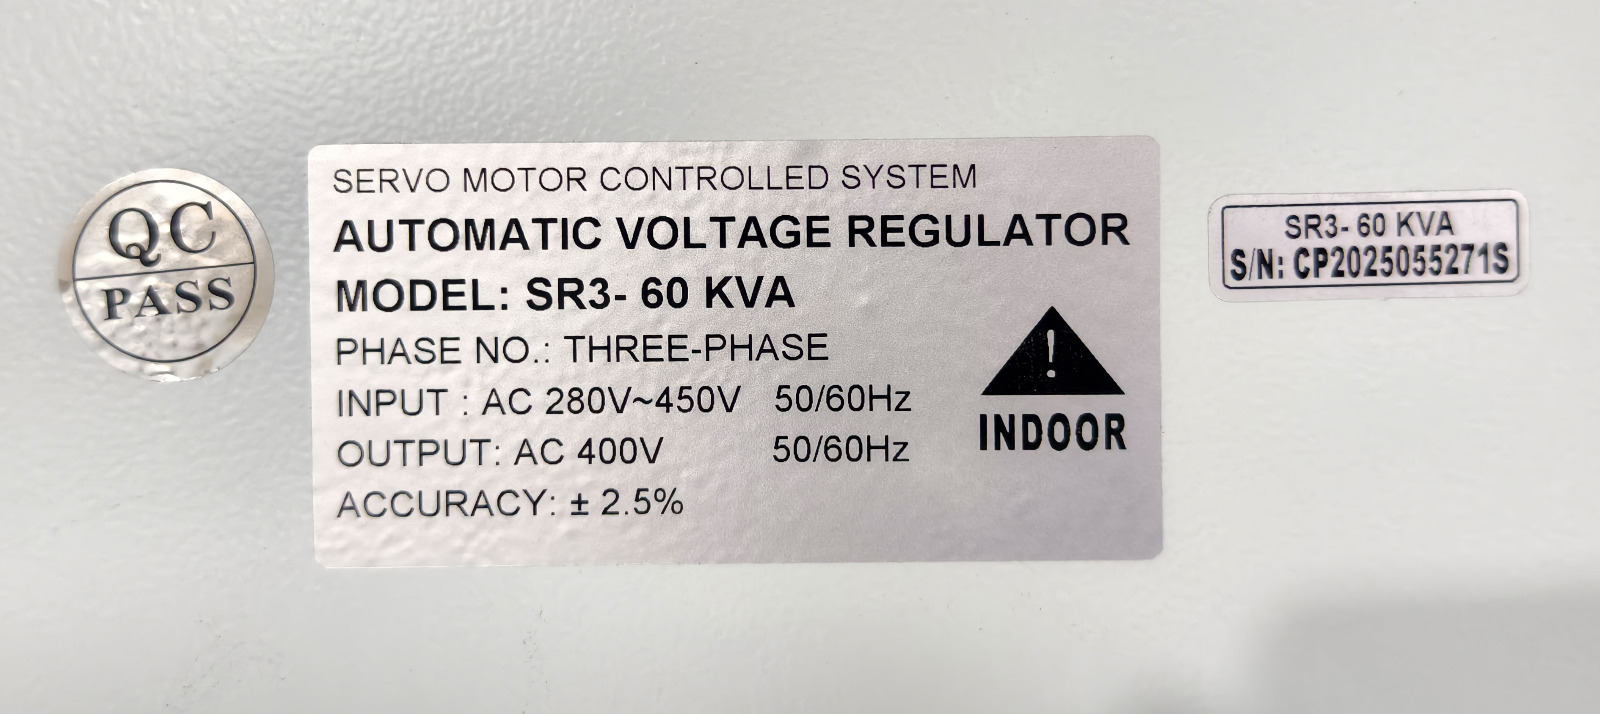 QC
PASS
SERVO MOTOR CONTROLLED SYSTEM
AUTOMATIC VOLTAGE REGULATOR
MODEL: SR3- 60 KVA
PHASE NO.: THREE-PHASE
INPUT : AC 280V~450V 50/60Hz
OUTPUT: AC 400V 50/60Hz
ACCURACY: ± 2.5%
!
INDOOR
SR3- 60 KVA
S/N: CP2025055271S